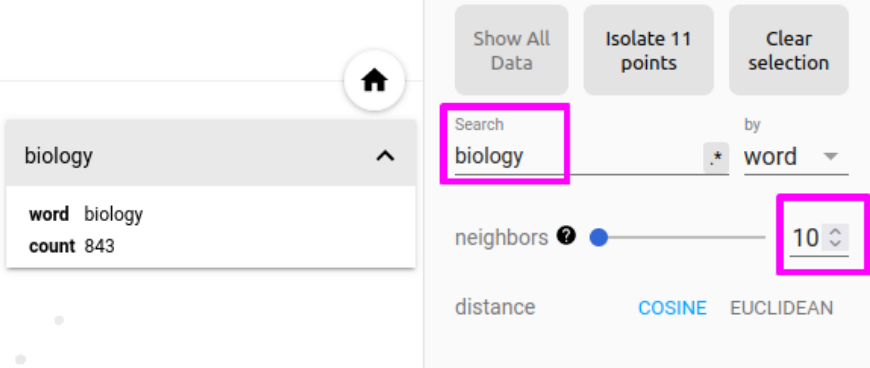 biology
word biology
count 843
Show All
Data
Isolate 11
points
Clear
selection
Search
by
biology
.*
word
neighbors ?
10
distance
COSINE
EUCLIDEAN